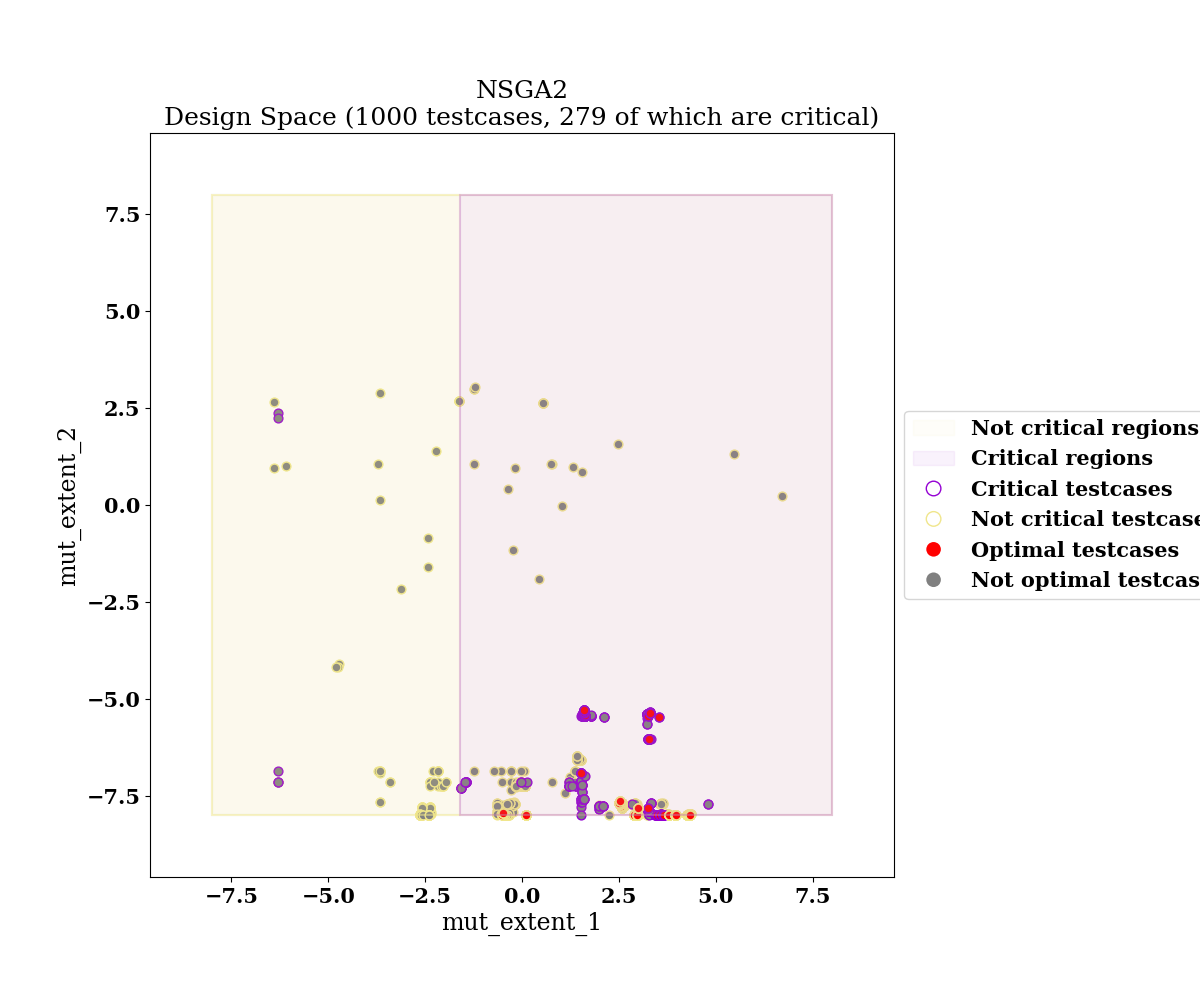 NSGA2
Design Space (1000 testcases, 279 of which are critical)
7.5
5.0
2.5
0.0
−2.5
−5.0
−7.5
mut_extent_2
−7.5
−5.0
−2.5
0.0
2.5
5.0
7.5
mut_extent_1
Not critical regions
Critical regions
Critical testcases
Not critical testcase
Optimal testcases
Not optimal testcas